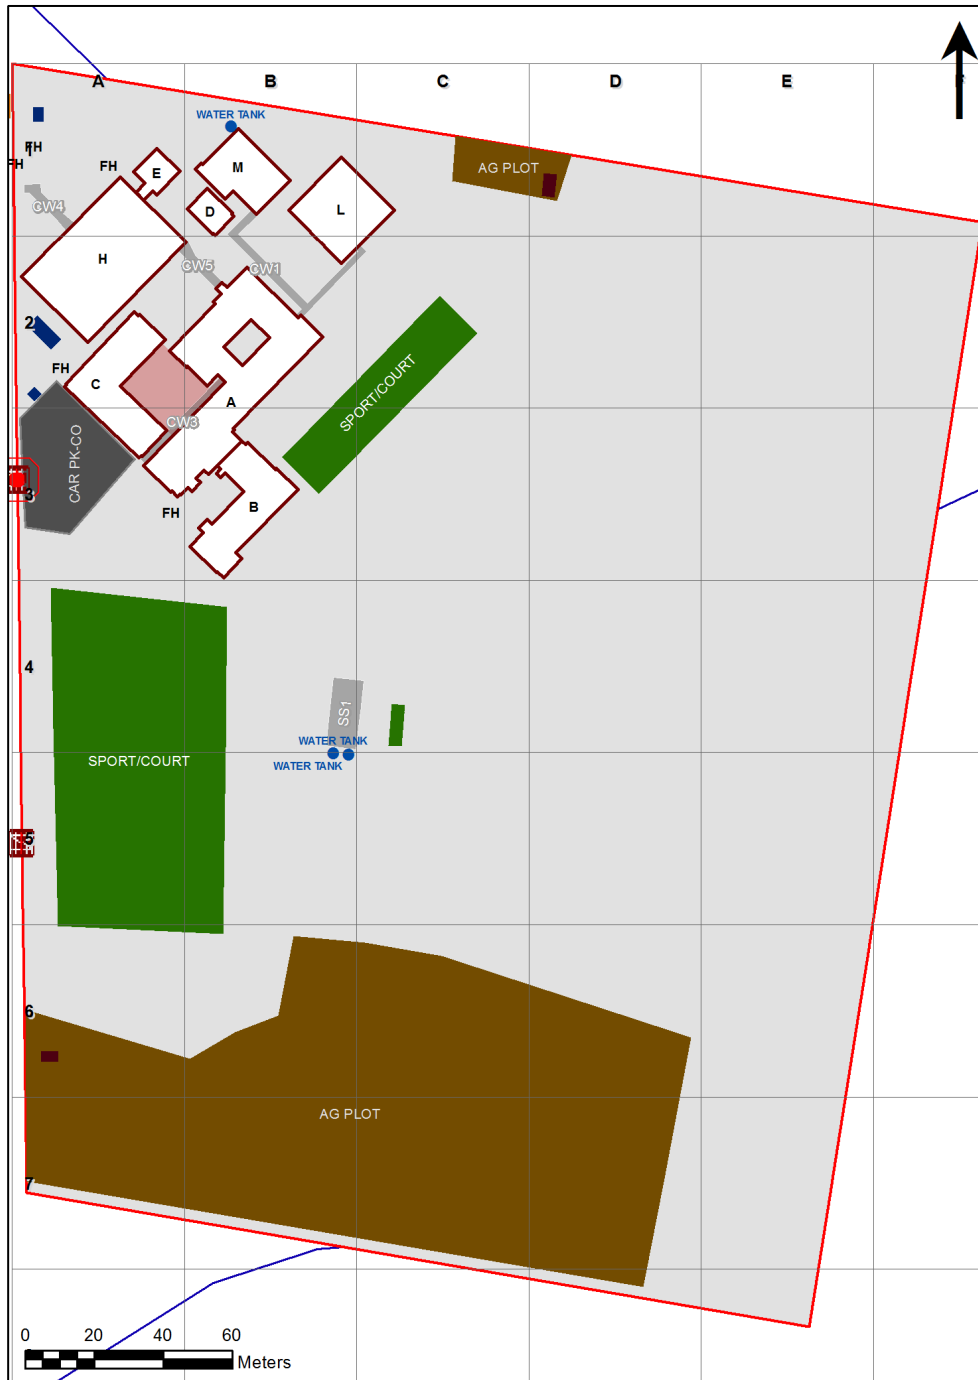 A B C D E F
WATER TANK
1
FH
FH
FH
E
M
AG PLOT
D
L
CW4
H
CW5
CW1
2
FH
C
SPORT/COURT
A
CW3
CAR PK-CO
3
FH
B
4
SS1
WATER TANK
SPORT/COURT
WATER TANK
5
6
AG PLOT
7
0 20 40 60
Meters